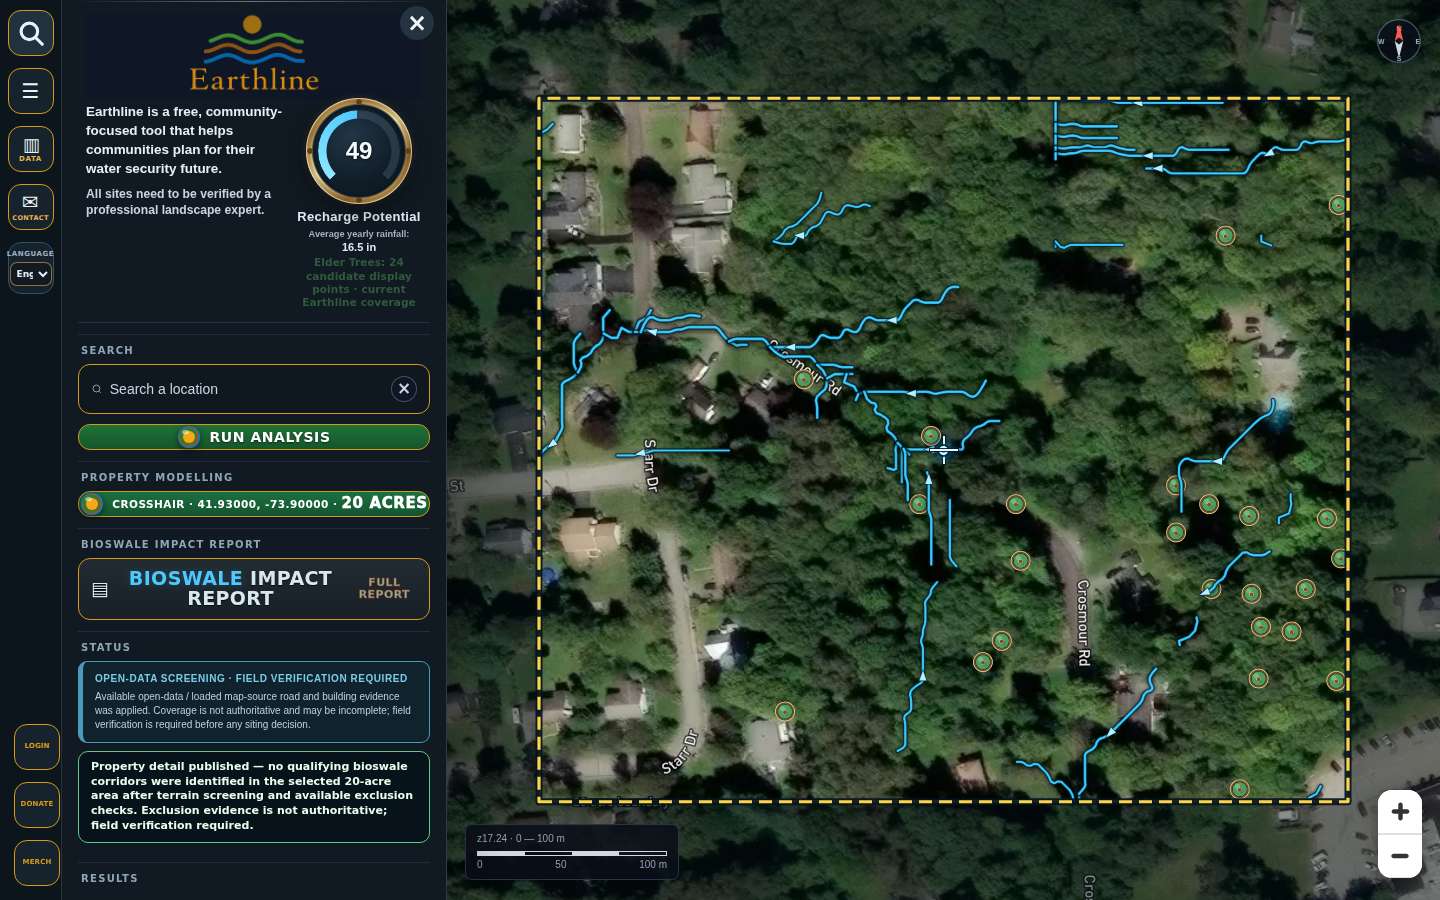 DATA
CONTACT
LANGUAGE
Eng
LOGIN
DONATE
MERCH
Earthline
Earthline is a free, community-
focused tool that helps
communities plan for their
water security future.
All sites need to be verified by a
professional landscape expert.
49
Recharge Potential
Average yearly rainfall:
16.5 in
Elder Trees: 24
candidate display
points · current
Earthline coverage
SEARCH
Search a location
RUN ANALYSIS
PROPERTY MODELLING
CROSSHAIR · 41.93000, -73.90000 · 20 ACRES
BIOSWALE IMPACT REPORT
BIOSWALE IMPACT
REPORT
FULL
REPORT
STATUS
OPEN-DATA SCREENING · FIELD VERIFICATION REQUIRED
Available open-data / loaded map-source road and building evidence
was applied. Coverage is not authoritative and may be incomplete; field
verification is required before any siting decision.
Property detail published — no qualifying bioswale
corridors were identified in the selected 20-acre
area after terrain screening and available exclusion
checks. Exclusion evidence is not authoritative;
field verification required.
RESULTS
N
W
E
S
Crosmour Rd
Starr Dr
St
Crosmour Rd
Starr Dr
Cros
z17.24 · 0 — 100 m
0 50 100 m